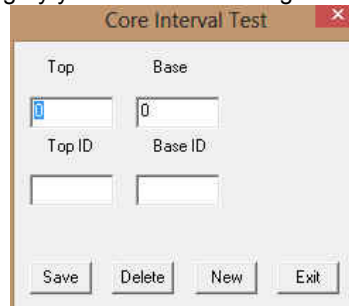 Core Interval Test
Top Base
0 0
Top ID Base ID
Save Delete New Exit